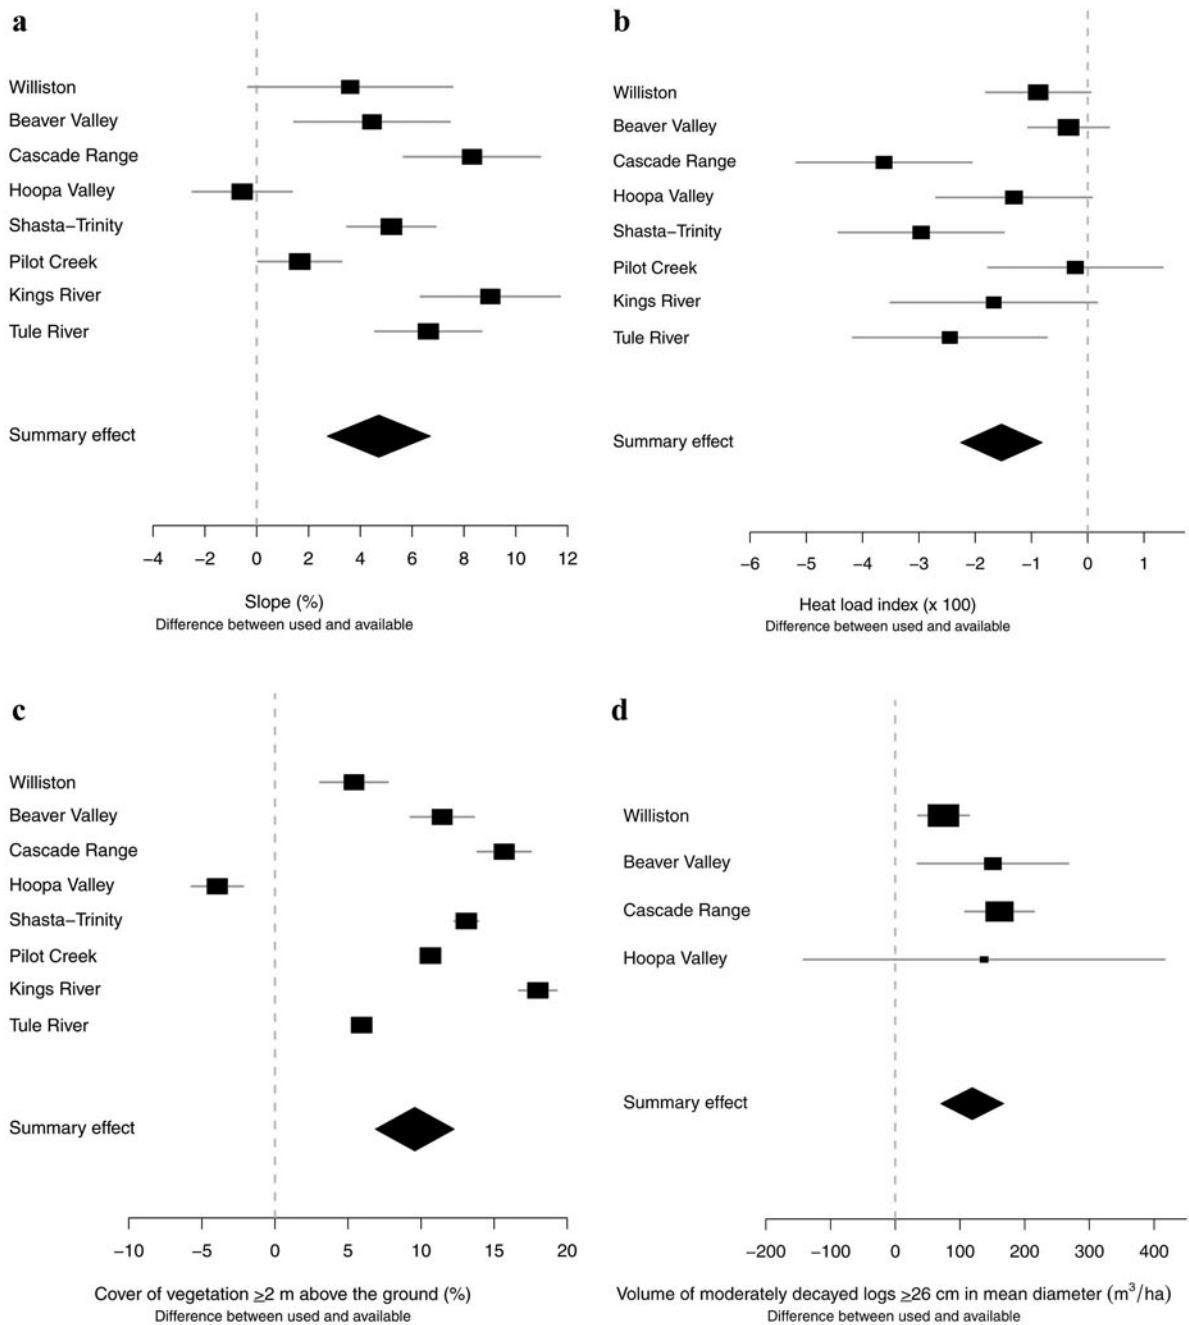 a
Williston
Beaver Valley
Cascade Range
Hoopa Valley
Shasta−Trinity
Pilot Creek
Kings River
Tule River
Summary effect
−4 −2 0 2 4 6 8 10 12
Slope (%)
Difference between used and available
b
Williston
Beaver Valley
Cascade Range
Hoopa Valley
Shasta−Trinity
Pilot Creek
Kings River
Tule River
Summary effect
−6 −5 −4 −3 −2 −1 0 1
Heat load index (x 100)
Difference between used and available
c
Williston
Beaver Valley
Cascade Range
Hoopa Valley
Shasta−Trinity
Pilot Creek
Kings River
Tule River
Summary effect
−10 −5 0 5 10 15 20
Cover of vegetation ≥2 m above the ground (%)
Difference between used and available
d
Williston
Beaver Valley
Cascade Range
Hoopa Valley
Summary effect
−200 −100 0 100 200 300 400
Volume of moderately decayed logs ≥26 cm in mean diameter (m³/ha)
Difference between used and available